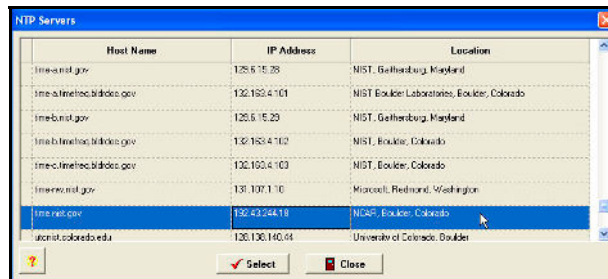 NTP Servers
Host Name IP Address Location
time-a.nist.gov 129.6.15.28 NIST, Gaithersburg, Maryland
time-a.timefreq.bldrdoc.gov 132.163.4.101 NIST Boulder Laboratories, Boulder, Colorado
time-b.nist.gov 129.6.15.29 NIST, Gaithersburg, Maryland
time-b.timefreq.bldrdoc.gov 132.163.4.102 NIST, Boulder, Colorado
time-c.timefreq.bldrdoc.gov 132.163.4.103 NIST, Boulder, Colorado
time-nw.nist.gov 131.107.1.10 Microsoft, Redmond, Washington
time.nist.gov 192.43.244.18 NCAR, Boulder, Colorado
utcnist.colorado.edu 128.138.140.44 University of Colorado, Boulder
? Select Close